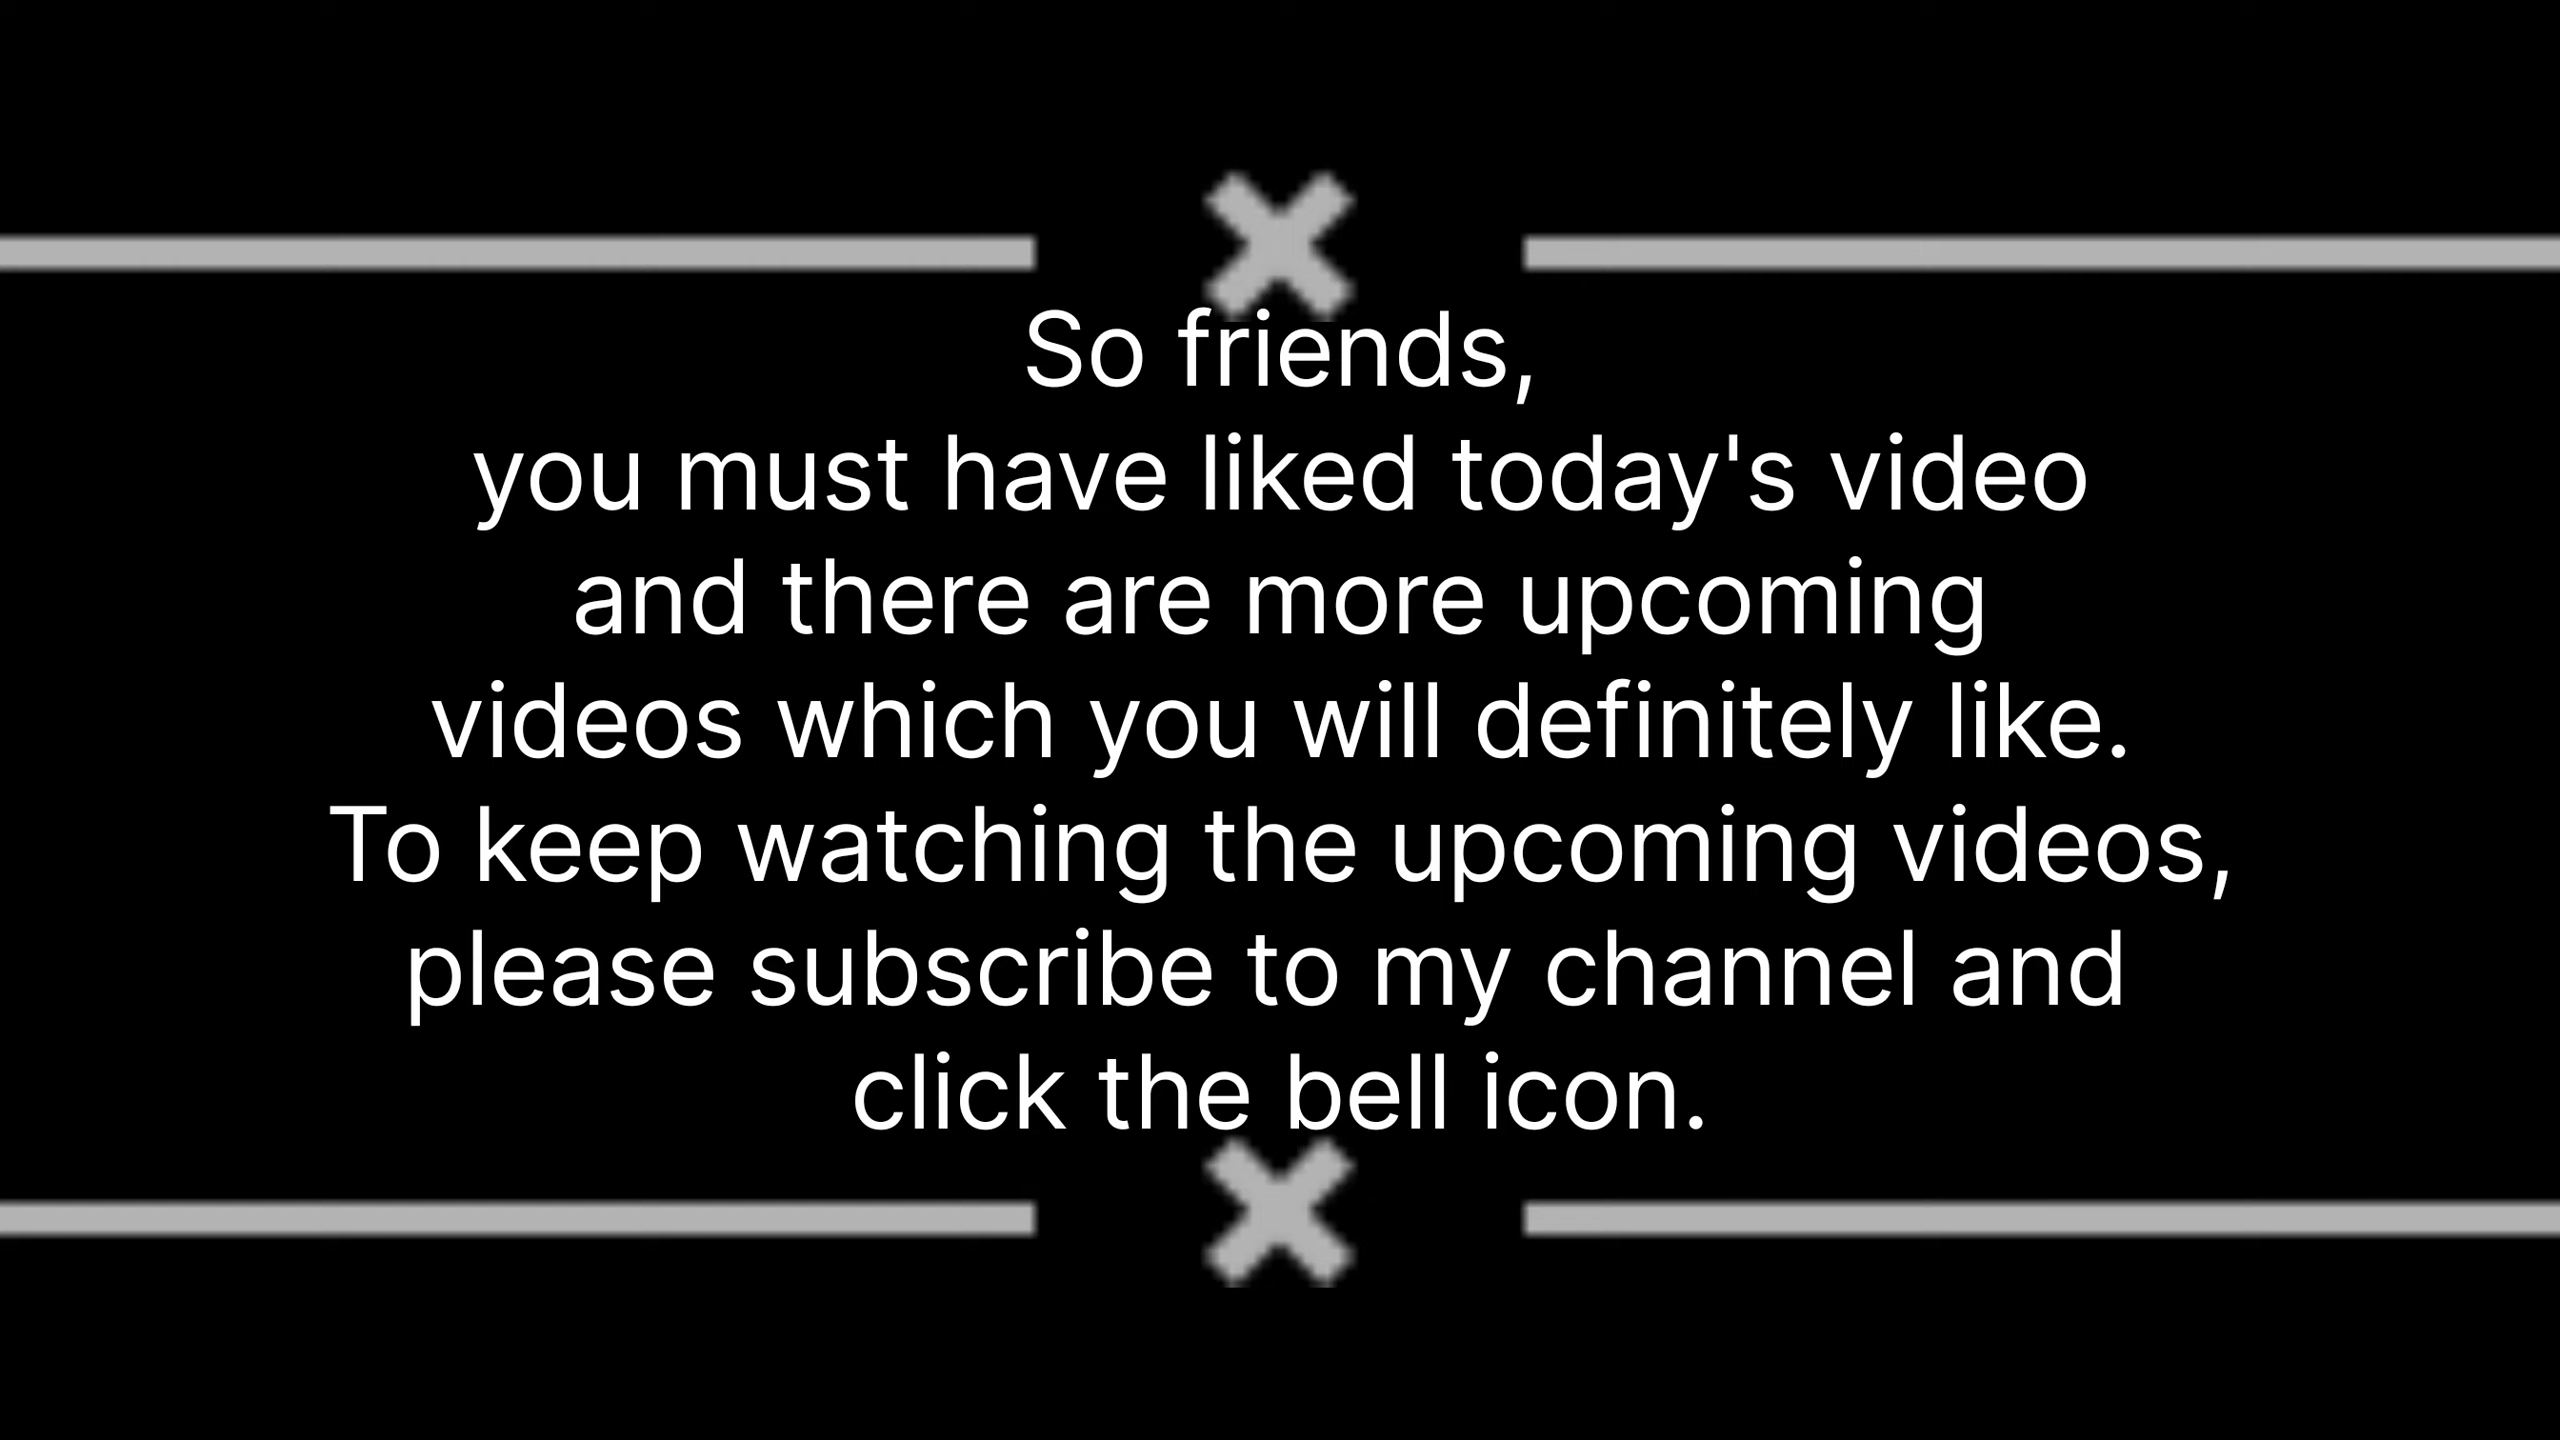 So friends,
you must have liked today's video
and there are more upcoming
videos which you will definitely like.
To keep watching the upcoming videos,
please subscribe to my channel and
click the bell icon.